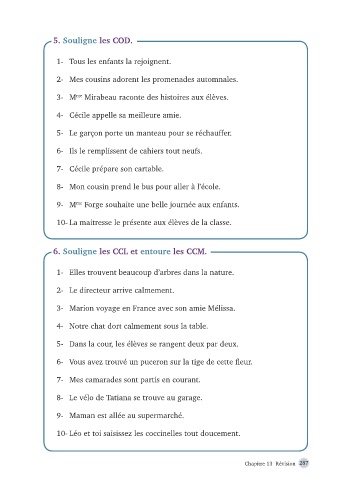 5. Souligne les COD.
1- Tous les enfants la rejoignent.
2- Mes cousins adorent les promenades automnales.
3- Mme Mirabeau raconte des histoires aux élèves.
4- Cécile appelle sa meilleure amie.
5- Le garçon porte un manteau pour se réchauffer.
6- Ils le remplissent de cahiers tout neufs.
7- Cécile prépare son cartable.
8- Mon cousin prend le bus pour aller à l'école.
9- Mme Forge souhaite une belle journée aux enfants.
10- La maîtresse le présente aux élèves de la classe.
6. Souligne les CCL et entoure les CCM.
1- Elles trouvent beaucoup d'arbres dans la nature.
2- Le directeur arrive calmement.
3- Marion voyage en France avec son amie Mélissa.
4- Notre chat dort calmement sous la table.
5- Dans la cour, les élèves se rangent deux par deux.
6- Vous avez trouvé un puceron sur la tige de cette fleur.
7- Mes camarades sont partis en courant.
8- Le vélo de Tatiana se trouve au garage.
9- Maman est allée au supermarché.
10- Léo et toi saisissez les coccinelles tout doucement.
Chapitre 13 Révision 287